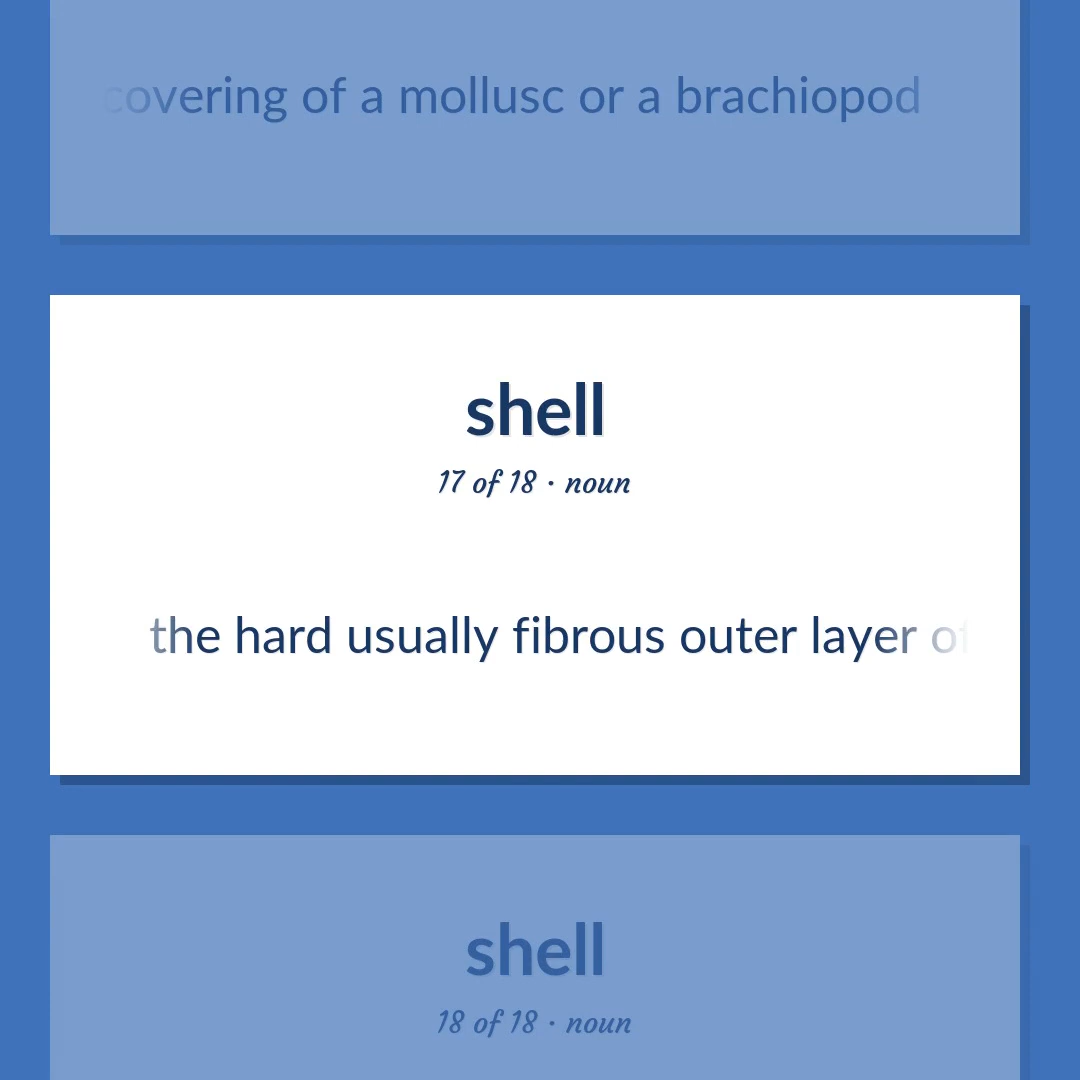 covering of a mollusc or a brachiopod
shell
17 of 18 · noun
the hard usually fibrous outer layer of
shell
18 of 18 · noun